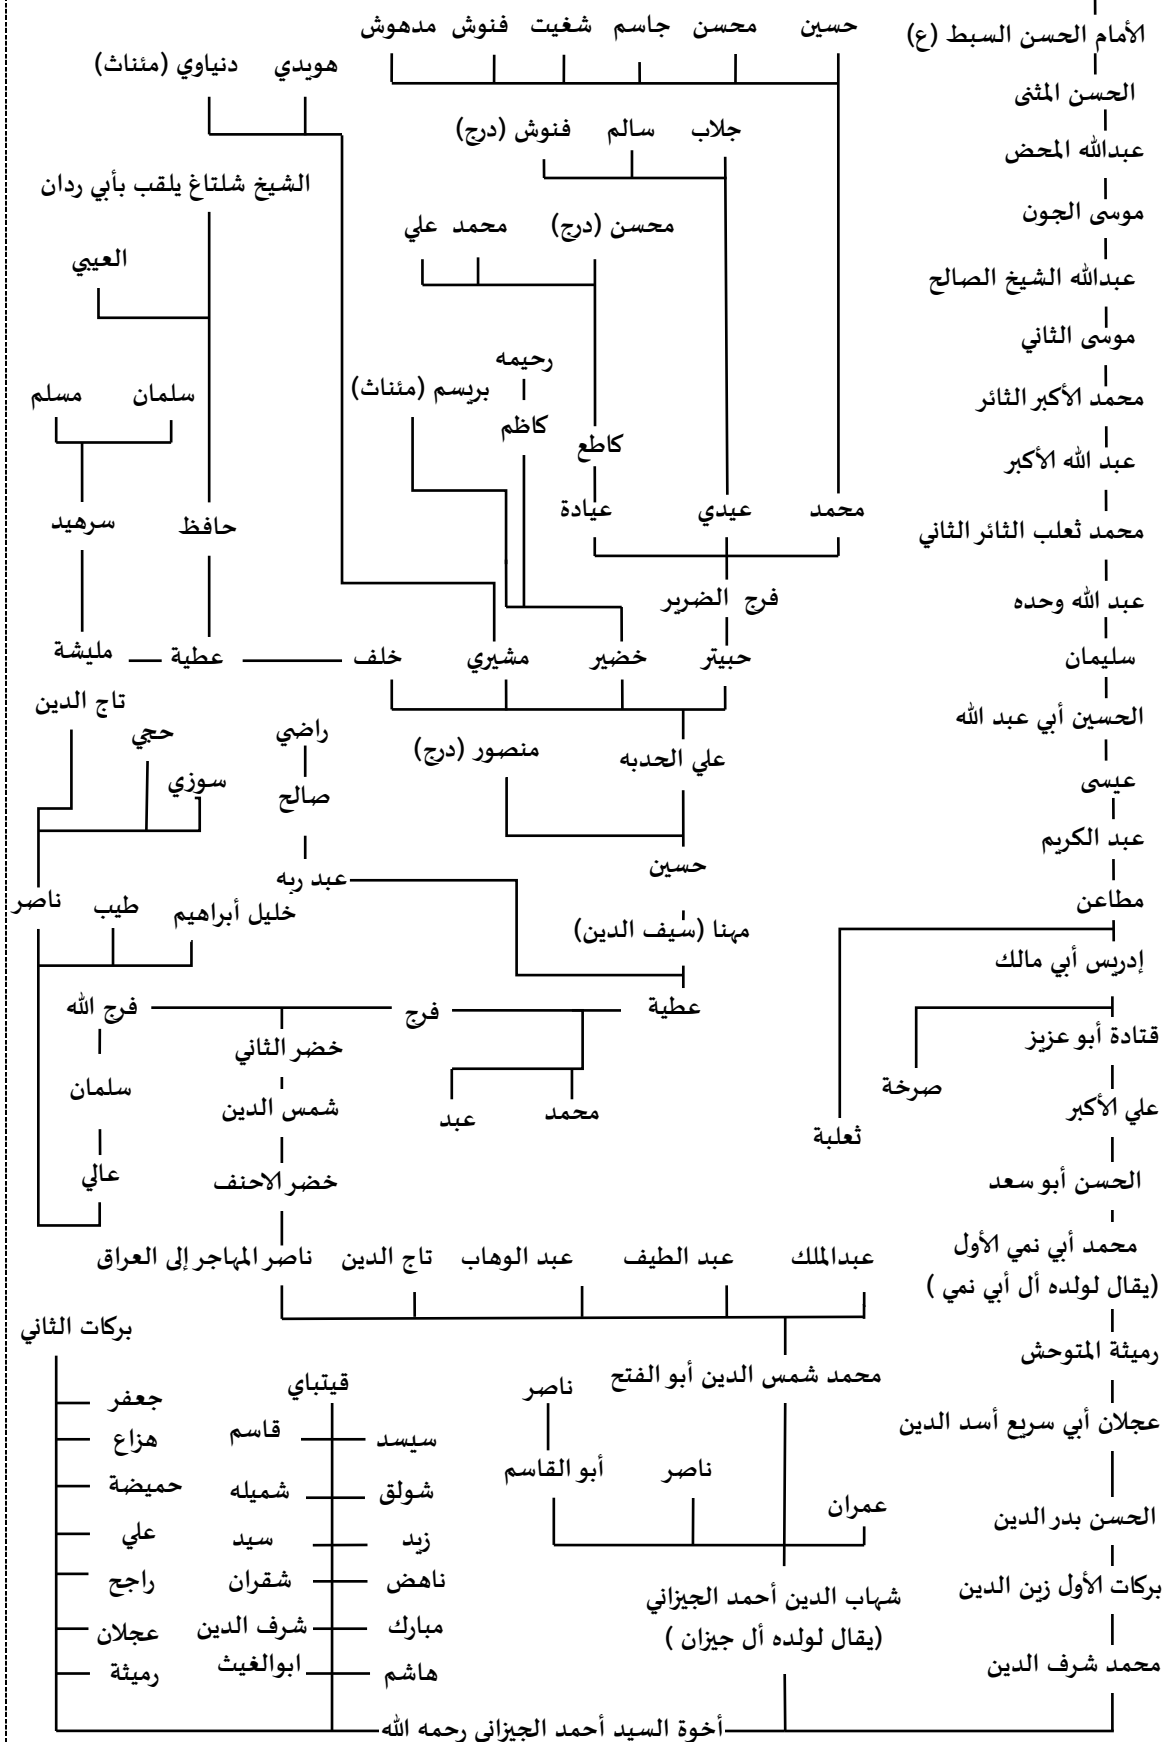 الأمام الحسن السبط (ع)
الحسن المثنى
عبدالله المحض
موسى الجون
عبدالله الشيخ الصالح
موسى الثاني
محمد الأكبر الثائر
عبد الله الأكبر
محمد ثعلب الثائر الثاني
عبد الله وحده
سليمان
الحسين أبي عبد الله
عيسى
عبد الكريم
مطاعن
إدريس أبي مالك
قتادة أبو عزيز
صرخة
علي الأكبر
ثعلبة
الحسن أبو سعد
محمد أبي نمي الأول
(يقال لولده أل أبي نمي )
رميثة المتوحش
عجلان أبي سريع أسد الدين
الحسن بدر الدين
بركات الأول زين الدين
محمد شرف الدين
حسين محسن جاسم شغيت فنوش مدهوش
هويدي دنياوي (مئناث)
جلاب سالم فنوش (درج)
الشيخ شلتاغ يلقب بأبي ردان
محسن (درج) محمد علي
العيبي
رحيمه
بريسم (مئناث)
سلمان مسلم
كاظم
كاطع
محمد عيدي عيادة
حافظ سرهيد
فرج الضرير
حبيتر خضير مشيري خلف عطية مليشة
تاج الدين
علي الحدبه
منصور (درج)
راضي
حجي
سوزي
صالح
حسين
عبد ربه
ناصر
طيب
خليل أبراهيم
مهنا (سيف الدين)
عطية فرج فرج الله
خضر الثاني
سلمان
محمد عبد
شمس الدين
عالي
خضر الاحنف
عبدالملك عبد الطيف عبد الوهاب تاج الدين ناصر المهاجر إلى العراق
بركات الثاني
محمد شمس الدين أبو الفتح
ناصر
قيتباي
جعفر
سيسد قاسم هزاع
ناصر أبو القاسم
شولق شميله حميضة
عمران
زيد سيد علي
ناهض شقران راجح
شهاب الدين أحمد الجيزاني
(يقال لولده أل جيزان )
مبارك شرف الدين عجلان
هاشم ابوالغيث رميثة
أخوة السيد أحمد الجيزاني رحمه الله